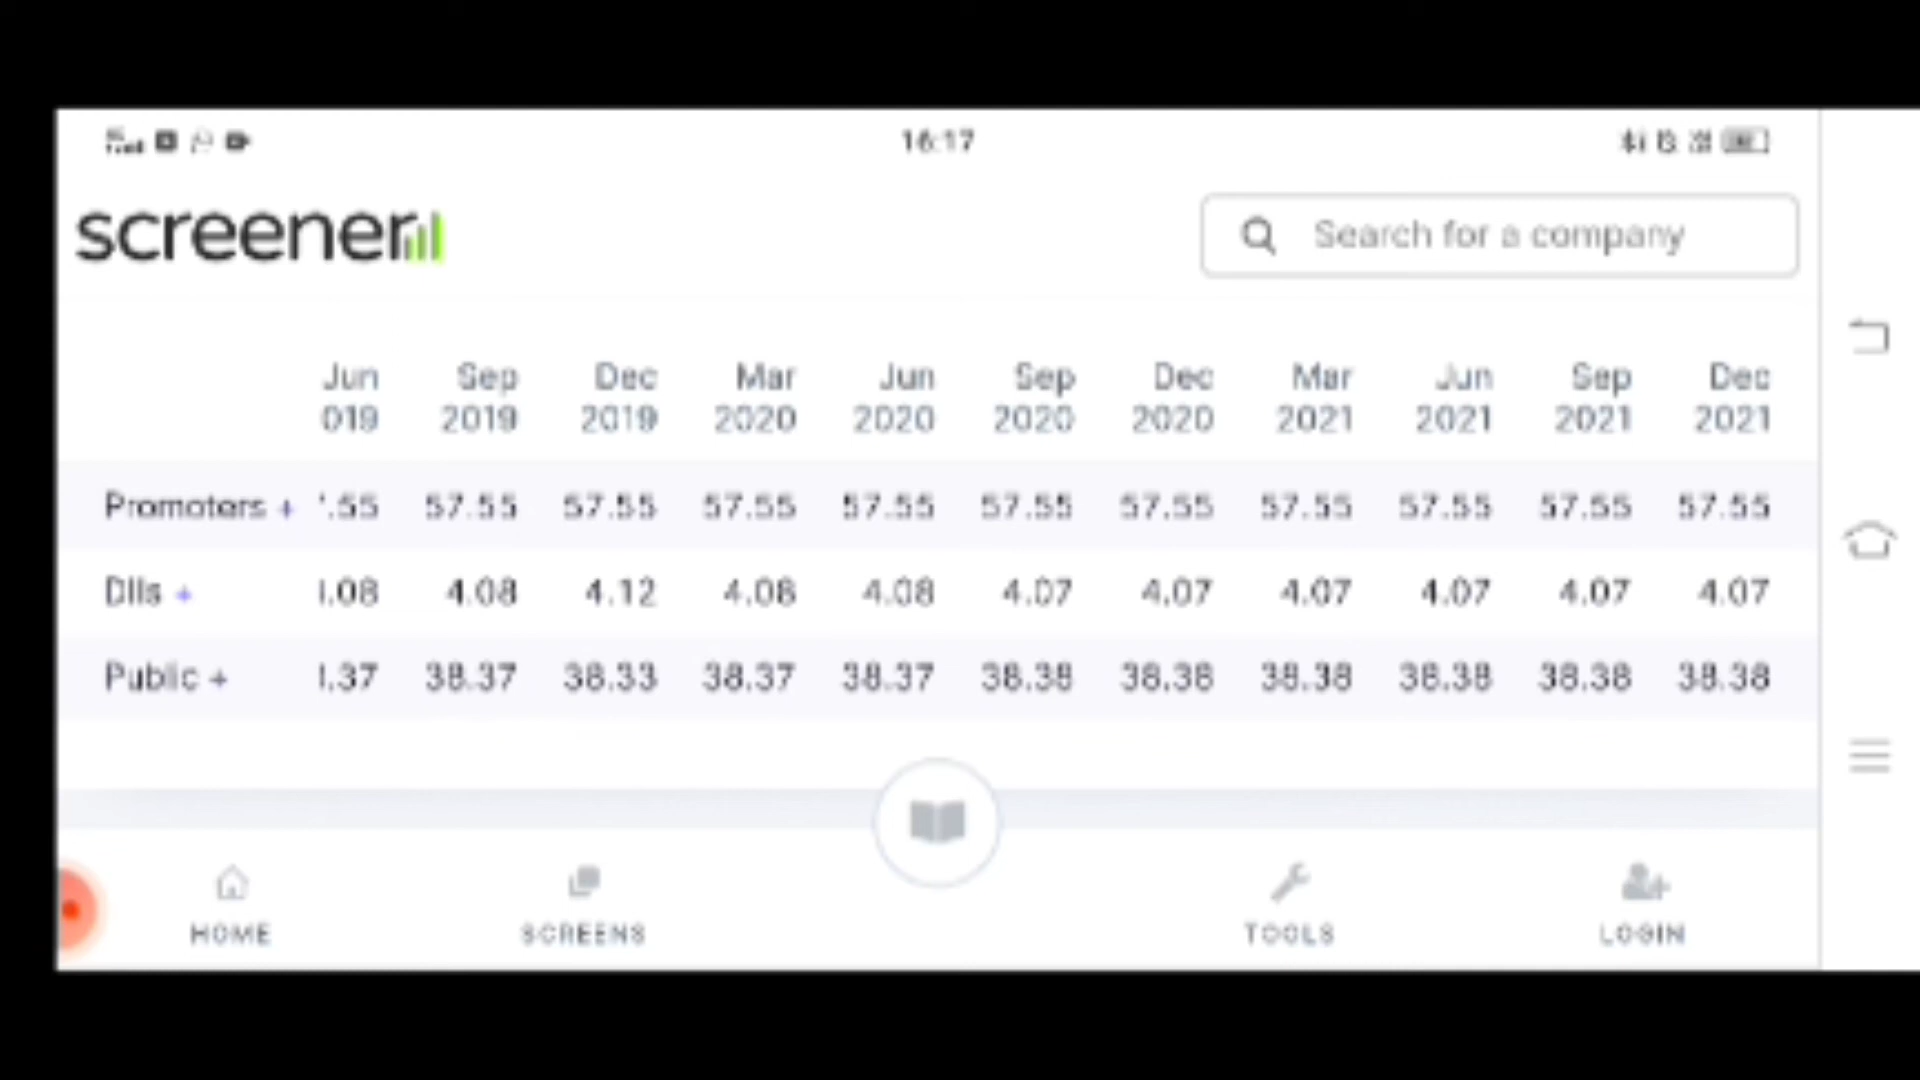 16:17
screener
Search for a company
Jun Sep Dec Mar Jun Sep Dec Mar Jun Sep Dec
019 2019 2019 2020 2020 2020 2020 2021 2021 2021 2021
Promoters + .55 57.55 57.55 57.55 57.55 57.55 57.55 57.55 57.55 57.55 57.55
DIIs + .08 4.08 4.12 4.08 4.08 4.07 4.07 4.07 4.07 4.07 4.07
Public + .37 38.37 38.33 38.37 38.37 38.38 38.38 38.38 38.38 38.38 38.38
HOME SCREENS TOOLS LOGIN